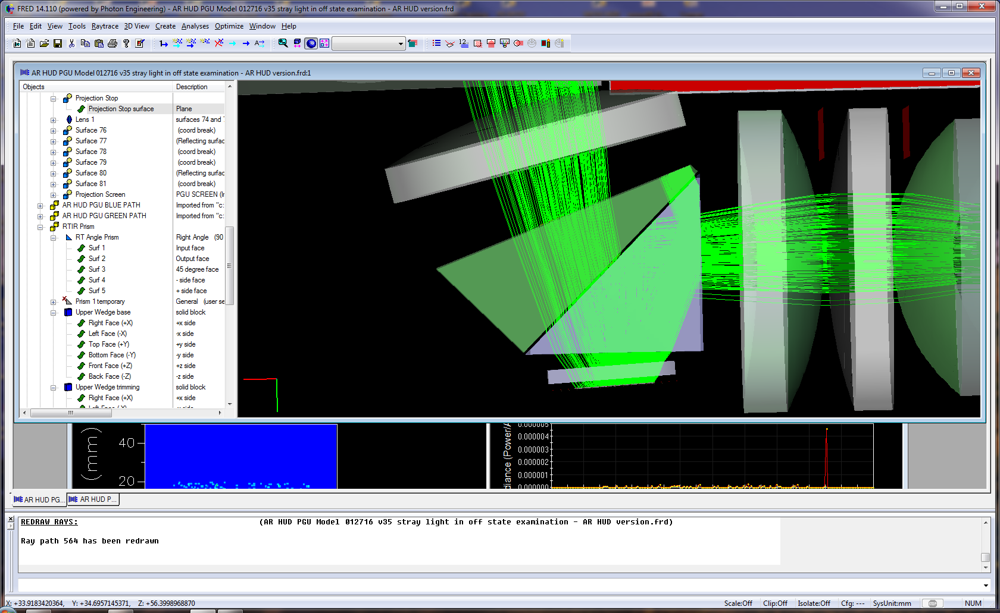 FRED 14.110 (powered by Photon Engineering) - AR HUD PGU Model 012716 v35 stray light in off state examination - AR HUD version.frd
File Edit View Tools Raytrace 3D View Create Analyses Optimize Window Help
AR HUD PGU Model 012716 v35 stray light in off state examination - AR HUD version.frd:1
Objects Description
Projection Stop
Projection Stop surface Plane
Lens 1 surfaces 74 and
Surface 76 (coord break)
Surface 77 (Reflecting surfac
Surface 78 (coord break)
Surface 79 (coord break)
Surface 80 (Reflecting surfac
Surface 81 (coord break)
Projection Screen PGU SCREEN (Ir
AR HUD PGU BLUE PATH Imported from "c:
AR HUD PGU GREEN PATH Imported from "c:
RTIR Prism
RT Angle Prism Right Angle (90
Surf 1 Input face
Surf 2 Output face
Surf 3 45 degree face
Surf 4 - side face
Surf 5 + side face
Prism 1 temporary General (user se
Upper Wedge base solid block
Right Face (+X) +x side
Left Face (-X) -x side
Top Face (+Y) +y side
Bottom Face (-Y) -y side
Front Face (+Z) +z side
Back Face (-Z) -z side
Upper Wedge trimming solid block
Right Face (+X) +x side
(mm)
40
20
diance (Power/A
0.000005
0.000004
0.000003
0.000002
0.000001
0.000000
AR HUD PG... AR HUD P...
REDRAW RAYS: (AR HUD PGU Model 012716 v35 stray light in off state examination - AR HUD version.frd)
Ray path 564 has been redrawn
X: +33.9183420364, Y: +34.6957145371, Z: +56.3998968870 Scale:Off Clip:Off Isolate:Off Cfg: --- SysUnit:mm STOP NUM